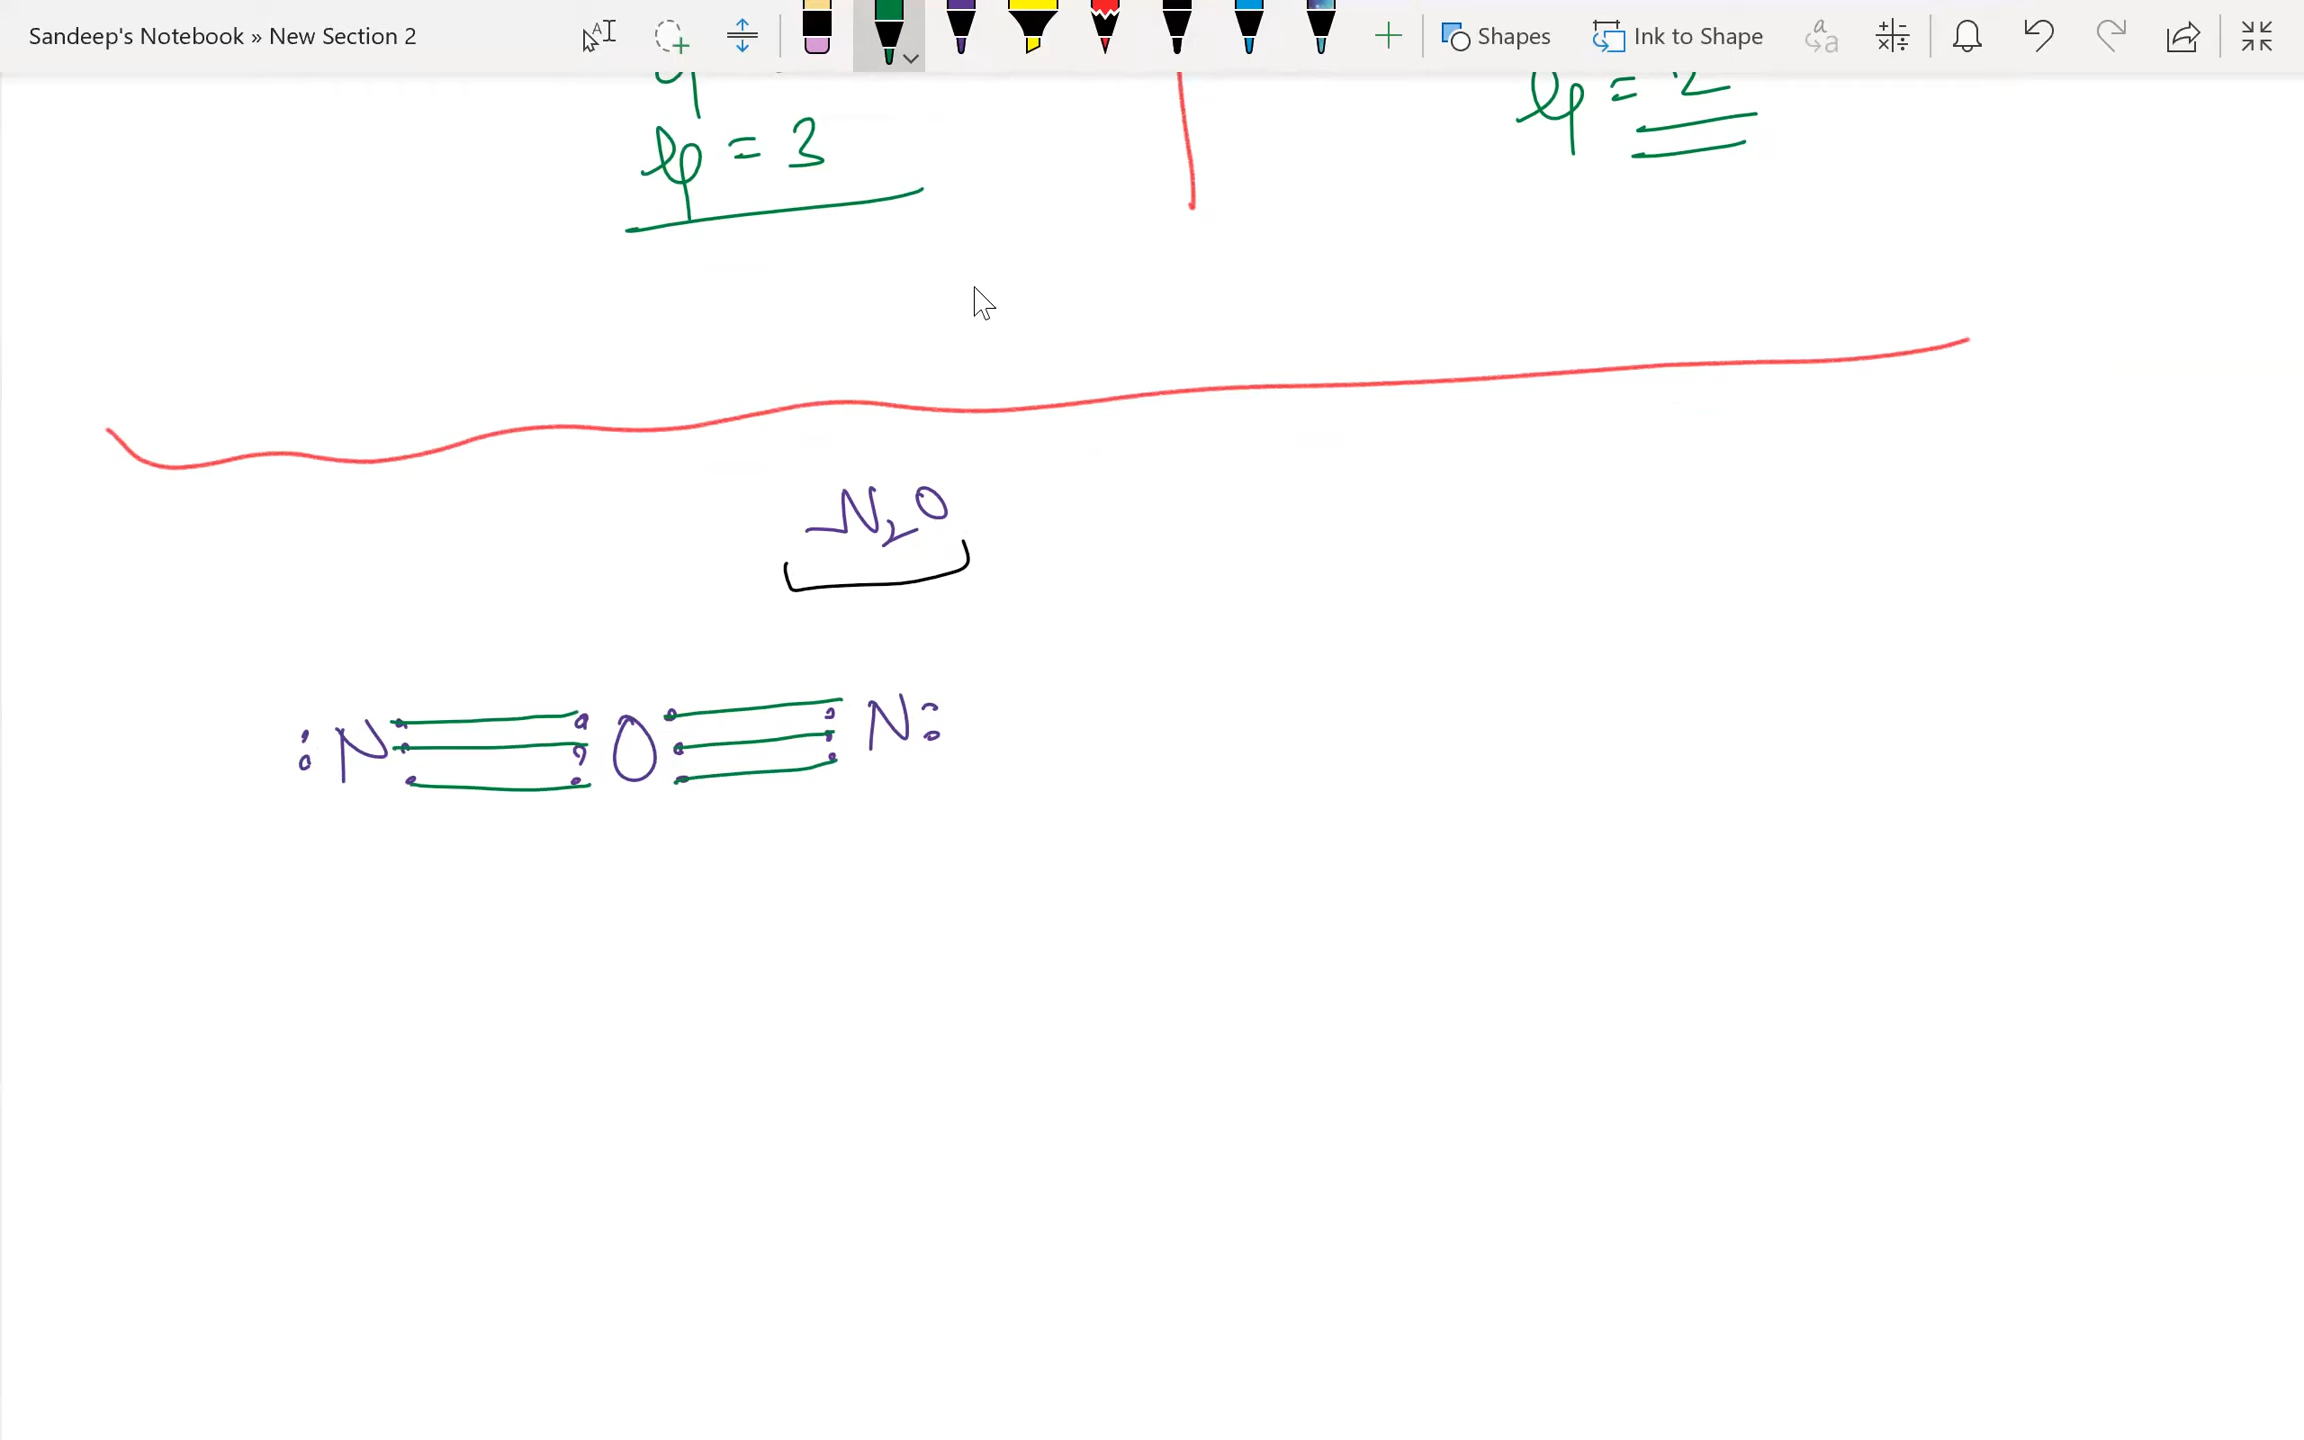 Sandeep's Notebook » New Section 2
Shapes
Ink to Shape
lp = 2
lp = 3
N₂O
:N≡O≡N: